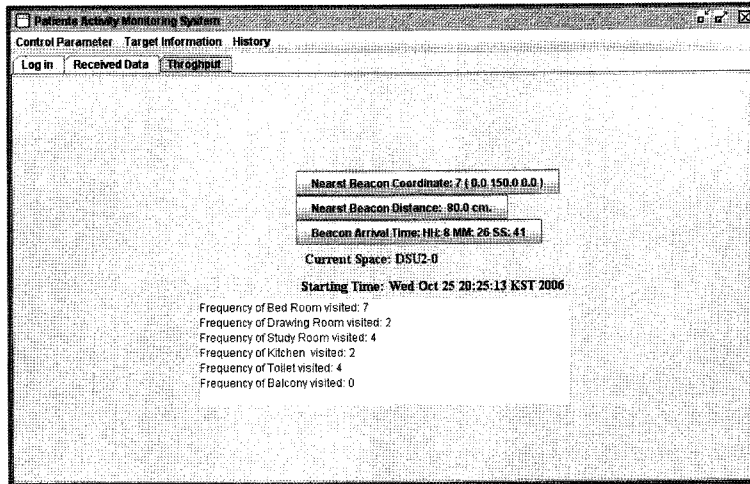 Patients Activity Monitoring System
Control Parameter Target Information History
Log in Received Data Throghput
Nearst Beacon Coordinate: 7 ( 0.0 150.0 0.0 )
Nearst Beacon Distance: 80.0 cm.
Beacon Arrival Time: HH: 8 MM: 26 SS: 41
Current Space: DSU2-0
Starting Time: Wed Oct 25 20:25:13 KST 2006
Frequency of Bed Room visited: 7
Frequency of Drawing Room visited: 2
Frequency of Study Room visited: 4
Frequency of Kitchen visited: 2
Frequency of Toilet visited: 4
Frequency of Balcony visited: 0